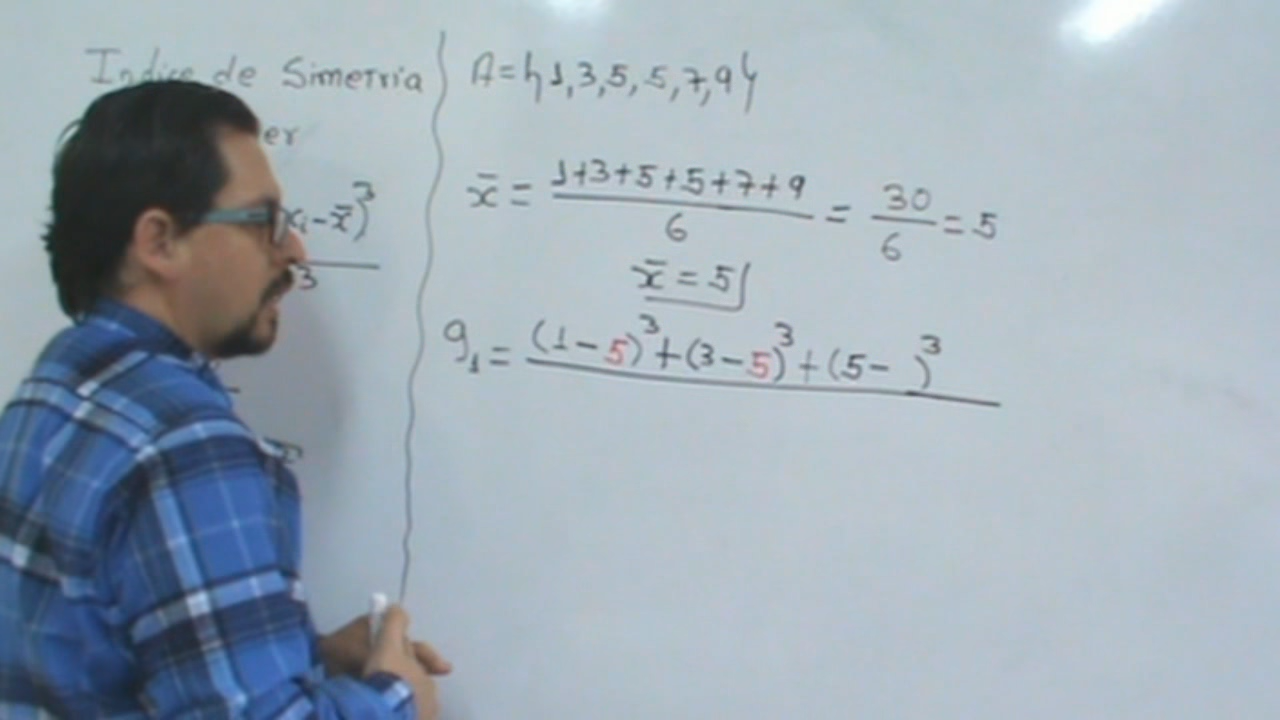 Indice de Simetria
er
x₁-x̄)³
3
A={1,3,5,5,7,9}
x̄ = (1+3+5+5+7+9)/6 = 30/6 = 5
x̄ = 5
g₁ = (1-5)³+(3-5)³+(5- )³